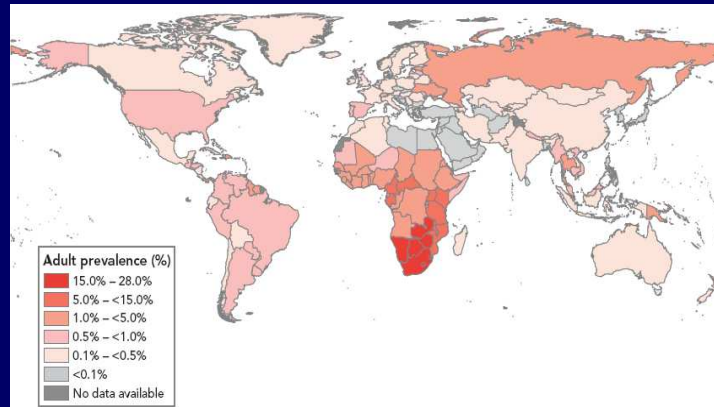 Adult prevalence (%)
15.0% – 28.0%
5.0% – <15.0%
1.0% – <5.0%
0.5% – <1.0%
0.1% – <0.5%
<0.1%
No data available